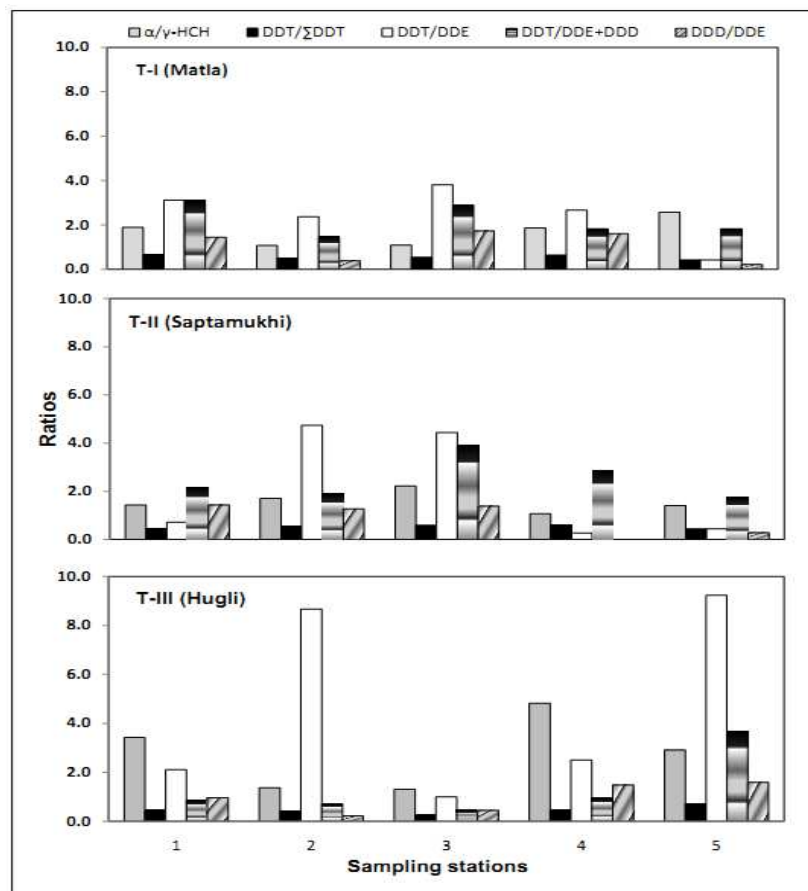 α/γ-HCH DDT/∑DDT DDT/DDE DDT/DDE+DDD DDD/DDE
T-I (Matla)
10.0
8.0
6.0
4.0
2.0
0.0
T-II (Saptamukhi)
10.0
8.0
6.0
4.0
2.0
0.0
Ratios
T-III (Hugli)
10.0
8.0
6.0
4.0
2.0
0.0
1 2 3 4 5
Sampling stations